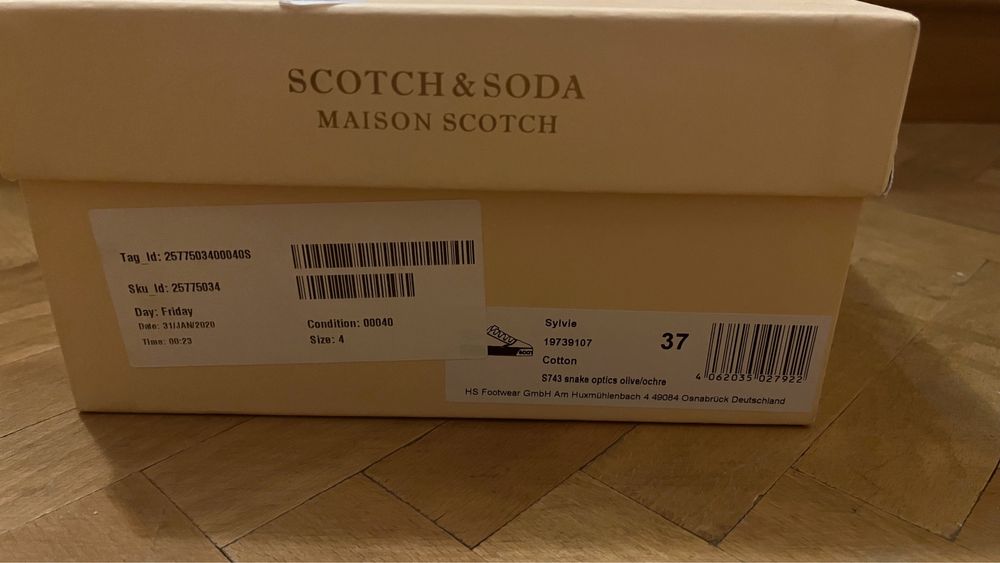 SCOTCH & SODA
MAISON SCOTCH
Tag_Id: 2577503400040S
Sku_Id: 25775034
Day: Friday
Date: 31/JAN/2020
Time: 00:23
Condition: 00040
Size: 4
Sylvie
19739107
Cotton
37
S743 snake optics olive/ochre
4 062035 027922
HS Footwear GmbH Am Huxmühlenbach 4 49084 Osnabrück Deutschland